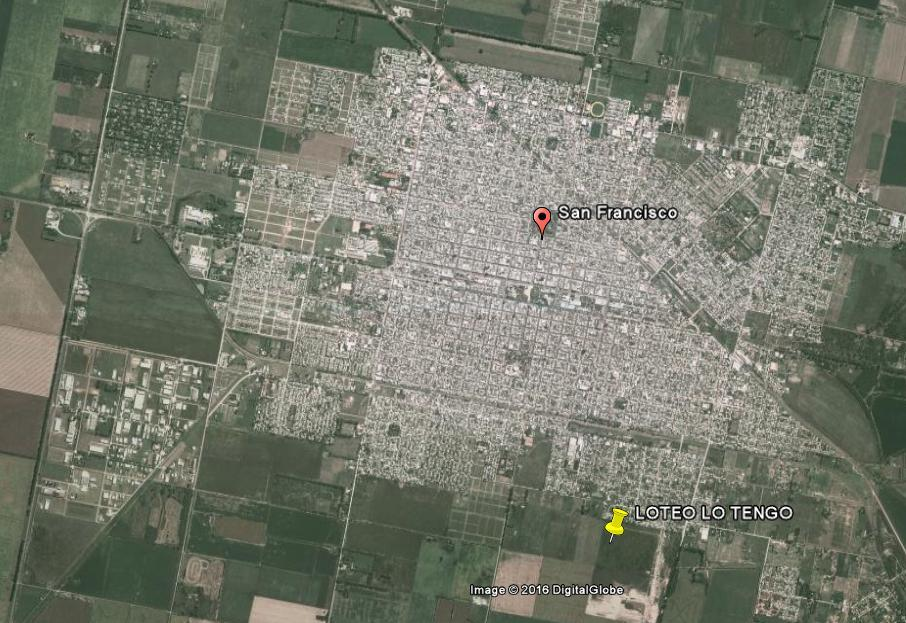 San Francisco
LOTEO LO TENGO
Image © 2016 DigitalGlobe